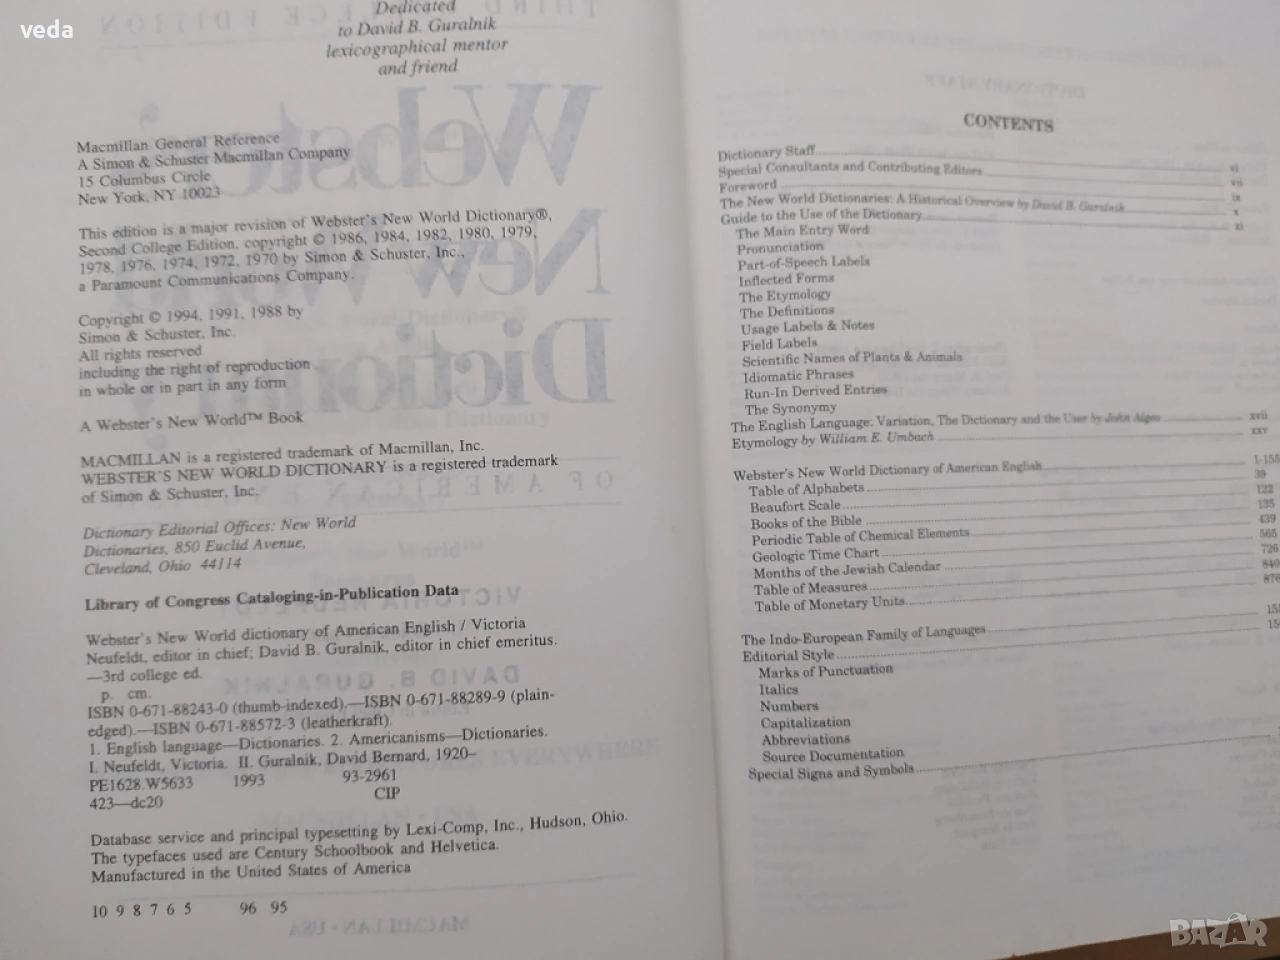 veda
Dedicated
to David B. Guralnik
lexicographical mentor
and friend
Macmillan General Reference
A Simon & Schuster Macmillan Company
15 Columbus Circle
New York, NY 10023
This edition is a major revision of Webster's New World Dictionary®,
Second College Edition, copyright © 1986, 1984, 1982, 1980, 1979,
1978, 1976, 1974, 1972, 1970 by Simon & Schuster, Inc.,
a Paramount Communications Company.
Copyright © 1994, 1991, 1988 by
Simon & Schuster, Inc.
All rights reserved
including the right of reproduction
in whole or in part in any form
A Webster's New World™ Book
MACMILLAN is a registered trademark of Macmillan, Inc.
WEBSTER'S NEW WORLD DICTIONARY is a registered trademark
of Simon & Schuster, Inc.
Dictionary Editorial Offices: New World
Dictionaries, 850 Euclid Avenue,
Cleveland, Ohio 44114
Library of Congress Cataloging-in-Publication Data
Webster's New World dictionary of American English / Victoria
Neufeldt, editor in chief; David B. Guralnik, editor in chief emeritus.
—3rd college ed.
p. cm.
ISBN 0-671-88243-0 (thumb-indexed).—ISBN 0-671-88289-9 (plain-
edged).—ISBN 0-671-88572-3 (leatherkraft).
1. English language—Dictionaries. 2. Americanisms—Dictionaries.
I. Neufeldt, Victoria. II. Guralnik, David Bernard, 1920–
PE1628.W5633 1993 93-2961
423—dc20 CIP
Database service and principal typesetting by Lexi-Comp, Inc., Hudson, Ohio.
The typefaces used are Century Schoolbook and Helvetica.
Manufactured in the United States of America
10 9 8 7 6 5 96 95
CONTENTS
Dictionary Staff vi
Special Consultants and Contributing Editors vii
Foreword ix
The New World Dictionaries: A Historical Overview by David B. Guralnik x
Guide to the Use of the Dictionary xi
The Main Entry Word
Pronunciation
Part-of-Speech Labels
Inflected Forms
The Etymology
The Definitions
Usage Labels & Notes
Field Labels
Scientific Names of Plants & Animals
Idiomatic Phrases
Run-In Derived Entries
The Synonymy
The English Language: Variation, The Dictionary and the User by John Algeo xvii
Etymology by William E. Umbach xxv
Webster's New World Dictionary of American English 1-155
Table of Alphabets 39
Beaufort Scale 122
Books of the Bible 135
Periodic Table of Chemical Elements 439
Geologic Time Chart 565
Months of the Jewish Calendar 726
Table of Measures 840
Table of Monetary Units 876
The Indo-European Family of Languages
Editorial Style
Marks of Punctuation
Italics
Numbers
Capitalization
Abbreviations
Source Documentation
Special Signs and Symbols
BAZAR